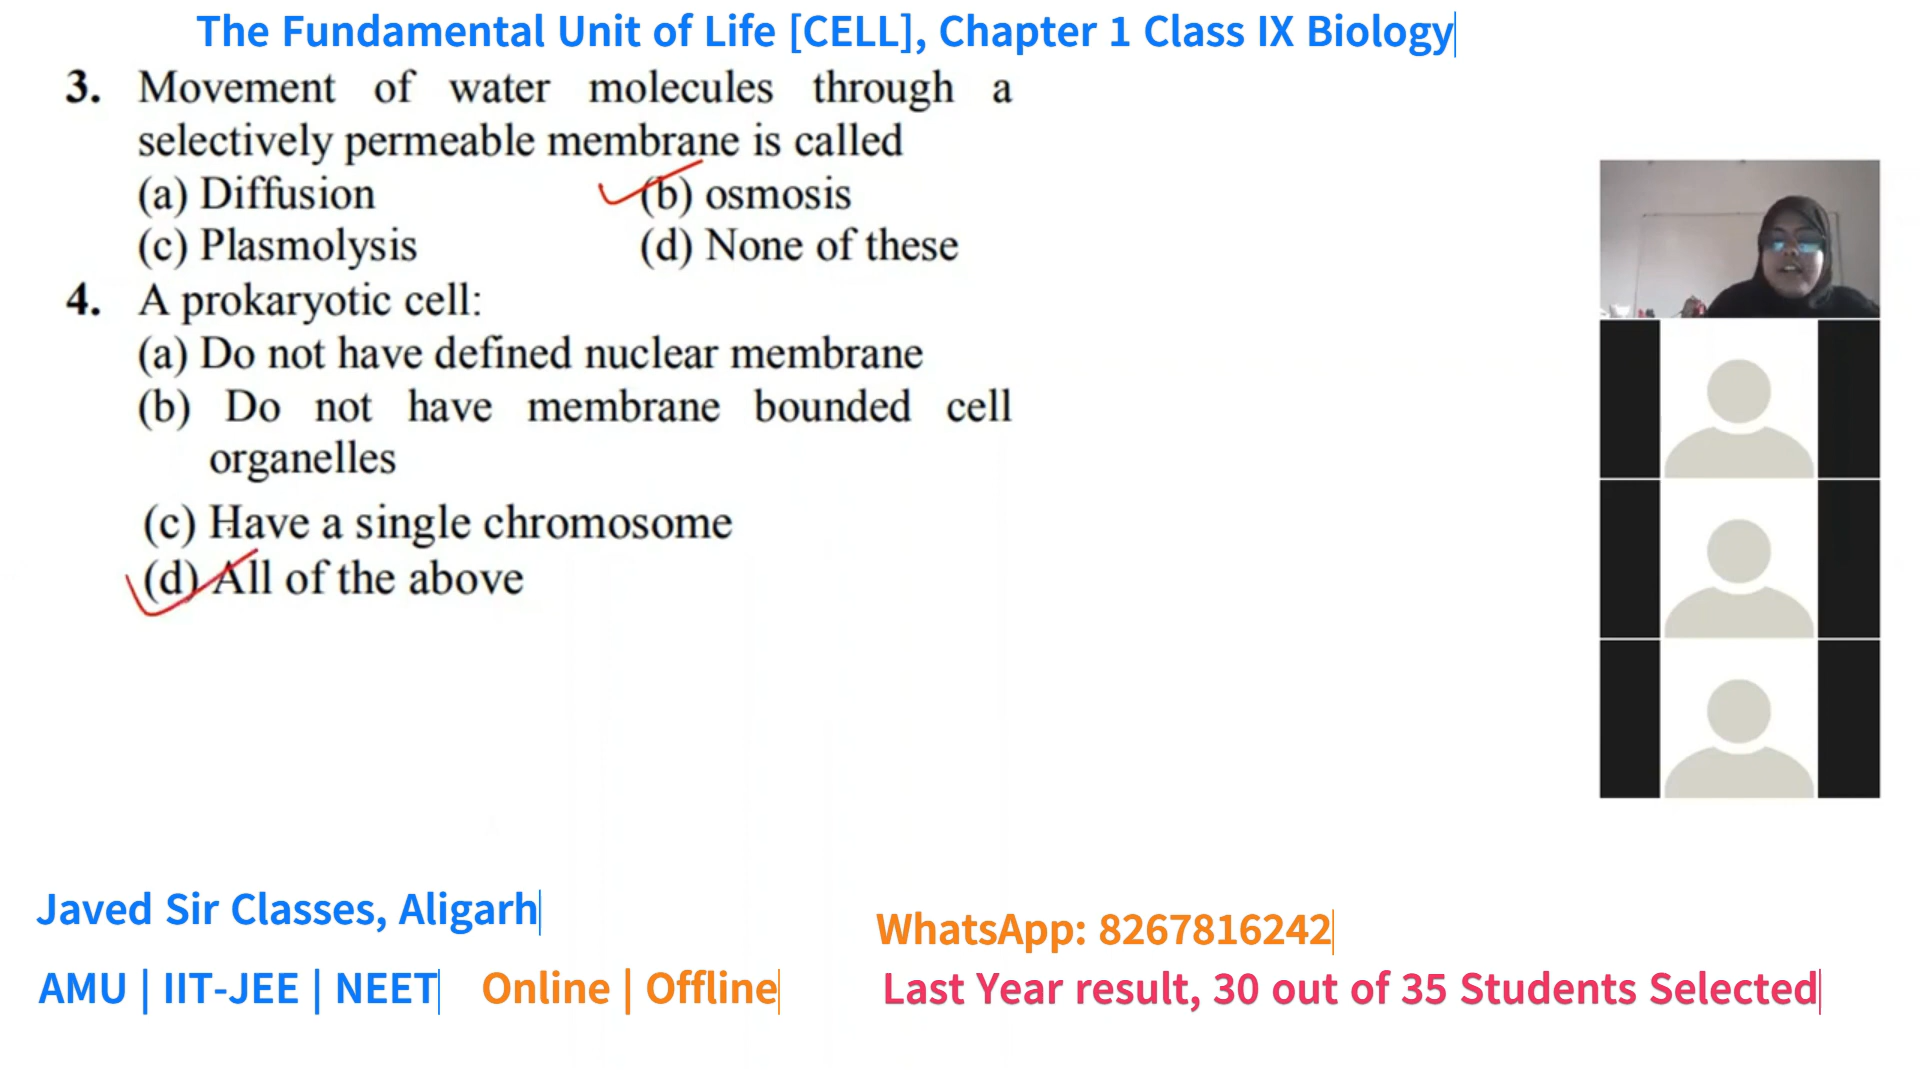 The Fundamental Unit of Life [CELL], Chapter 1 Class IX Biology
3. Movement of water molecules through a
selectively permeable membrane is called
(a) Diffusion (b) osmosis
(c) Plasmolysis (d) None of these
4. A prokaryotic cell:
(a) Do not have defined nuclear membrane
(b) Do not have membrane bounded cell
organelles
(c) Have a single chromosome
(d) All of the above
Javed Sir Classes, Aligarh
WhatsApp: 8267816242
AMU | IIT-JEE | NEET Online | Offline
Last Year result, 30 out of 35 Students Selected